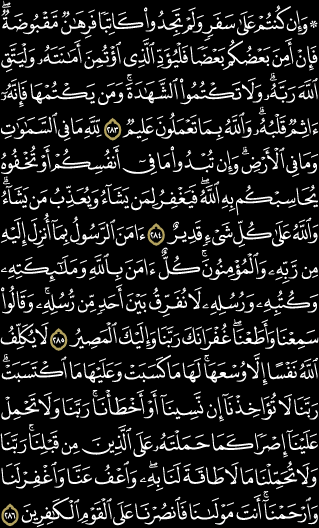 ۞ وَإِن كُنتُمْ عَلَىٰ سَفَرٍ وَلَمْ تَجِدُوا۟ كَاتِبًا فَرِهَٰنٌ مَّقْبُوضَةٌ ۖ
فَإِنْ أَمِنَ بَعْضُكُم بَعْضًا فَلْيُؤَدِّ ٱلَّذِى ٱؤْتُمِنَ أَمَٰنَتَهُۥ وَلْيَتَّقِ
ٱللَّهَ رَبَّهُۥ ۗ وَلَا تَكْتُمُوا۟ ٱلشَّهَٰدَةَ ۚ وَمَن يَكْتُمْهَا فَإِنَّهُۥٓ
ءَاثِمٌ قَلْبُهُۥ ۗ وَٱللَّهُ بِمَا تَعْمَلُونَ عَلِيمٌ ٢٨٣ لِّلَّهِ مَا فِى ٱلسَّمَٰوَٰتِ
وَمَا فِى ٱلْأَرْضِ ۗ وَإِن تُبْدُوا۟ مَا فِىٓ أَنفُسِكُمْ أَوْ تُخْفُوهُ
يُحَاسِبْكُم بِهِ ٱللَّهُ ۖ فَيَغْفِرُ لِمَن يَشَآءُ وَيُعَذِّبُ مَن يَشَآءُ ۗ
وَٱللَّهُ عَلَىٰ كُلِّ شَىْءٍ قَدِيرٌ ٢٨٤ ءَامَنَ ٱلرَّسُولُ بِمَآ أُنزِلَ إِلَيْهِ
مِن رَّبِّهِۦ وَٱلْمُؤْمِنُونَ ۚ كُلٌّ ءَامَنَ بِٱللَّهِ وَمَلَٰٓئِكَتِهِۦ
وَكُتُبِهِۦ وَرُسُلِهِۦ لَا نُفَرِّقُ بَيْنَ أَحَدٍ مِّن رُّسُلِهِۦ ۚ وَقَالُوا۟
سَمِعْنَا وَأَطَعْنَا ۖ غُفْرَانَكَ رَبَّنَا وَإِلَيْكَ ٱلْمَصِيرُ ٢٨٥ لَا يُكَلِّفُ
ٱللَّهُ نَفْسًا إِلَّا وُسْعَهَا ۚ لَهَا مَا كَسَبَتْ وَعَلَيْهَا مَا ٱكْتَسَبَتْ ۗ
رَبَّنَا لَا تُؤَاخِذْنَآ إِن نَّسِينَآ أَوْ أَخْطَأْنَا ۚ رَبَّنَا وَلَا تَحْمِلْ
عَلَيْنَآ إِصْرًا كَمَا حَمَلْتَهُۥ عَلَى ٱلَّذِينَ مِن قَبْلِنَا ۚ رَبَّنَا
وَلَا تُحَمِّلْنَا مَا لَا طَاقَةَ لَنَا بِهِۦ ۖ وَٱعْفُ عَنَّا وَٱغْفِرْ لَنَا
وَٱرْحَمْنَآ ۚ أَنتَ مَوْلَىٰنَا فَٱنصُرْنَا عَلَى ٱلْقَوْمِ ٱلْكَٰفِرِينَ ٢٨٦